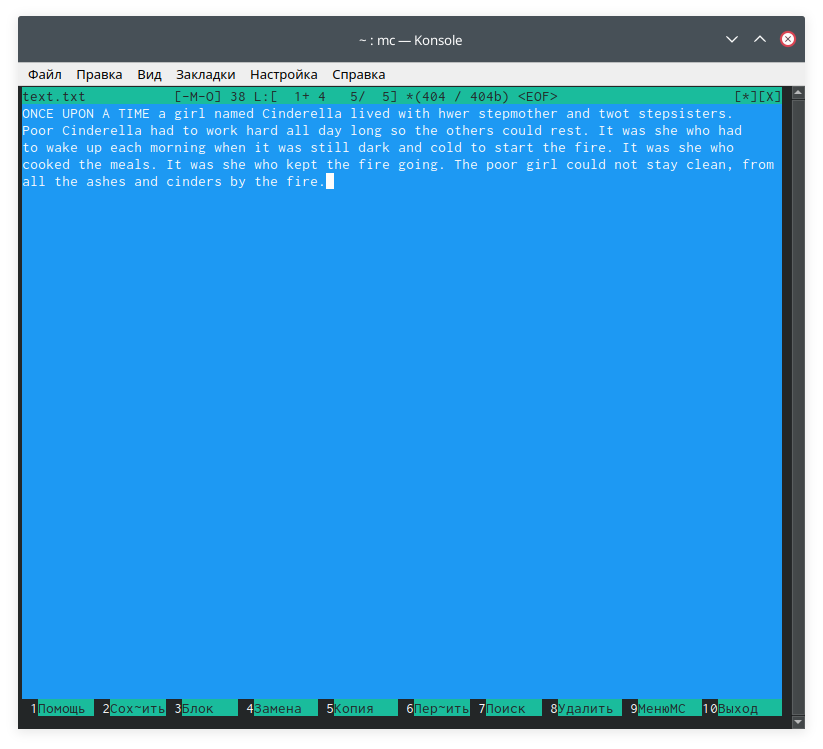 ~ : mc — Konsole
Файл Правка Вид Закладки Настройка Справка
text.txt [-M-O] 38 L:[ 1+ 4 5/ 5] *(404 / 404b) <EOF> [*][X]
ONCE UPON A TIME a girl named Cinderella lived with hwer stepmother and twot stepsisters.
Poor Cinderella had to work hard all day long so the others could rest. It was she who had
to wake up each morning when it was still dark and cold to start the fire. It was she who
cooked the meals. It was she who kept the fire going. The poor girl could not stay clean, from
all the ashes and cinders by the fire.
1Помощь 2Сох~ить 3Блок 4Замена 5Копия 6Пер~ить 7Поиск 8Удалить 9МенюMC 10Выход